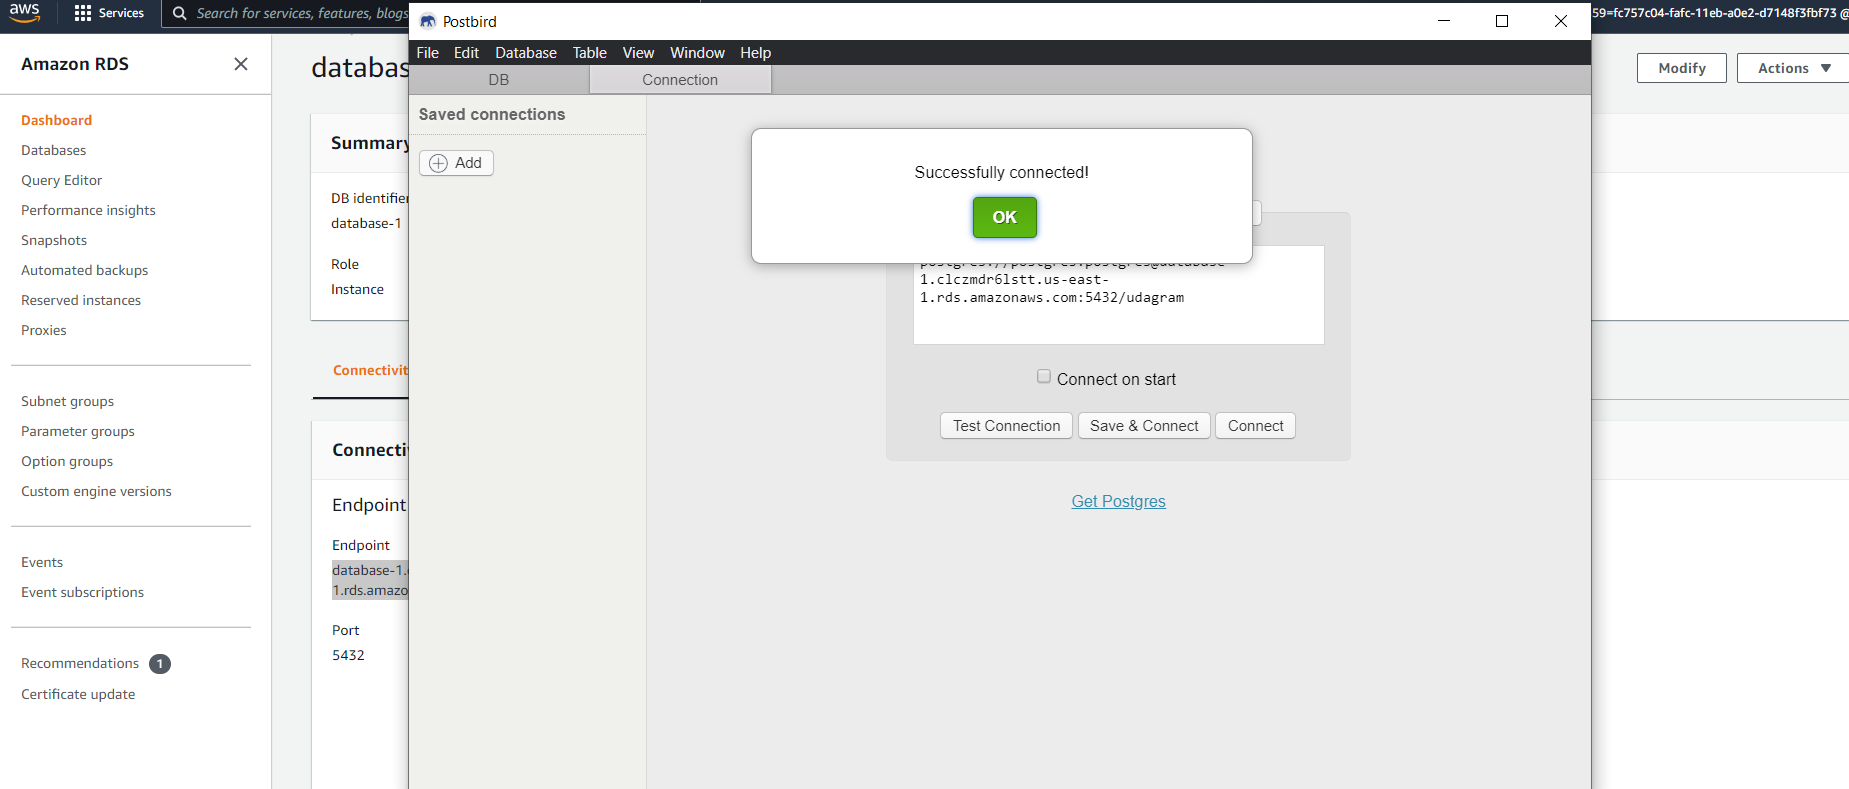 aws
Services
Search for services, features, blogs
59=fc757c04-fafc-11eb-a0e2-d7148f3fbf73 @
Amazon RDS
Dashboard
Databases
Query Editor
Performance insights
Snapshots
Automated backups
Reserved instances
Proxies
Subnet groups
Parameter groups
Option groups
Custom engine versions
Events
Event subscriptions
Recommendations 1
Certificate update
databas
Modify
Actions
Summary
DB identifier
database-1
Role
Instance
Connectivit
Connectiv
Endpoint
Endpoint
database-1.
1.rds.amazo
Port
5432
Postbird
File Edit Database Table View Window Help
DB
Connection
Saved connections
Add
Successfully connected!
OK
postgres://postgres:postgres@database-
1.clczmdr6lstt.us-east-
1.rds.amazonaws.com:5432/udagram
Connect on start
Test Connection
Save & Connect
Connect
Get Postgres